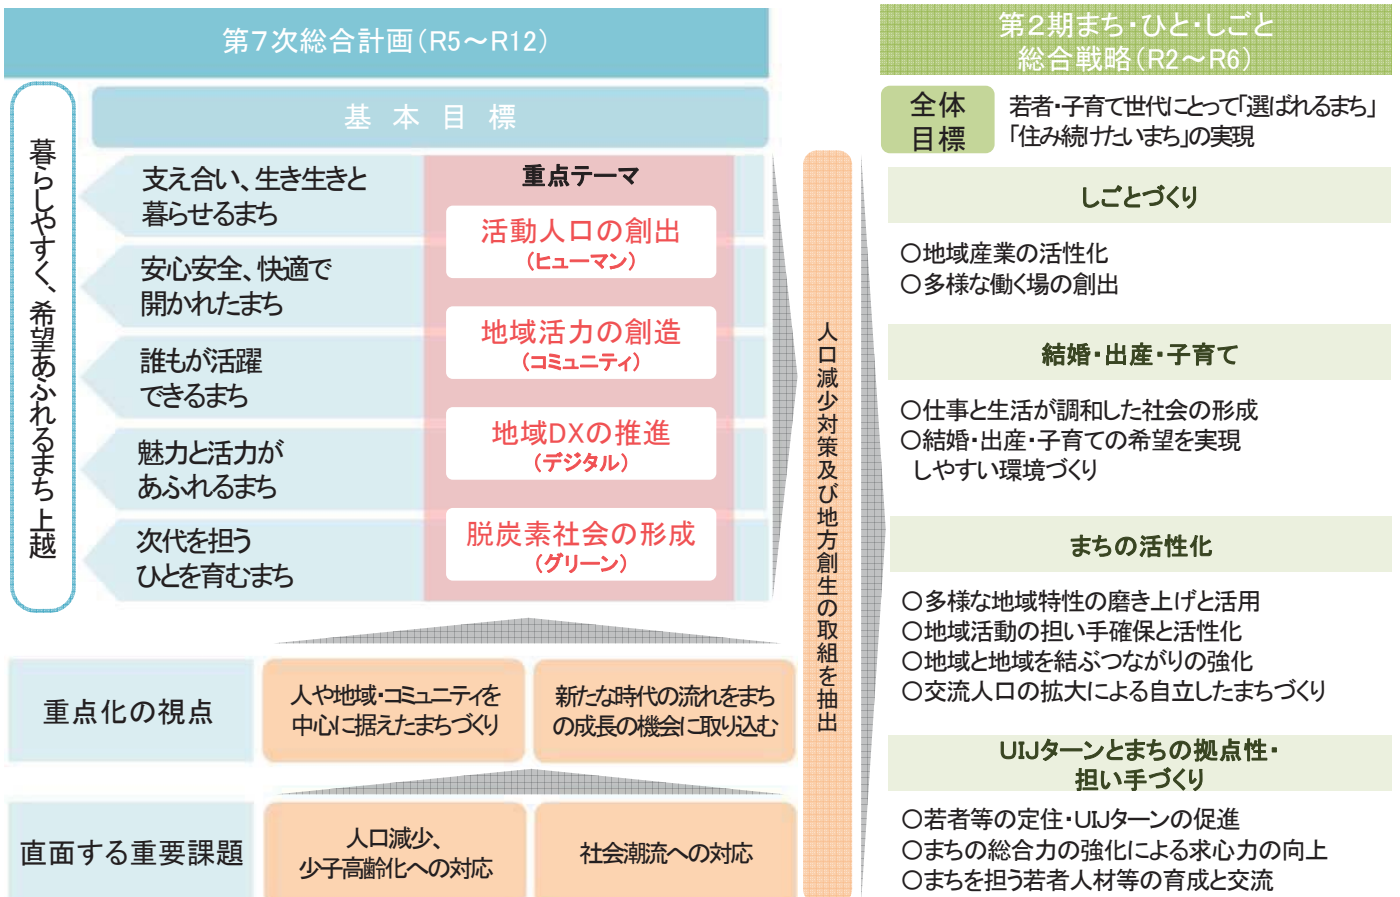 第７次総合計画（R5～R12）
基本目標
暮らしやすく、希望あふれるまち 上越
支え合い、生き生きと
暮らせるまち
安心安全、快適で
開かれたまち
誰もが活躍
できるまち
魅力と活力が
あふれるまち
次代を担う
ひとを育むまち
重点テーマ
活動人口の創出
（ヒューマン）
地域活力の創造
（コミュニティ）
地域DXの推進
（デジタル）
脱炭素社会の形成
（グリーン）
重点化の視点
人や地域・コミュニティを
中心に据えたまちづくり
新たな時代の流れをまち
の成長の機会に取り込む
直面する重要課題
人口減少、
少子高齢化への対応
社会潮流への対応
人口減少対策及び地方創生の取組を抽出
第２期まち・ひと・しごと
総合戦略（R2～R6）
全体
目標
若者・子育て世代にとって「選ばれるまち」
「住み続けたいまち」の実現
しごとづくり
○地域産業の活性化
○多様な働く場の創出
結婚・出産・子育て
○仕事と生活が調和した社会の形成
○結婚・出産・子育ての希望を実現
しやすい環境づくり
まちの活性化
○多様な地域特性の磨き上げと活用
○地域活動の担い手確保と活性化
○地域と地域を結ぶつながりの強化
○交流人口の拡大による自立したまちづくり
UIJターンとまちの拠点性・
担い手づくり
○若者等の定住・UIJターンの促進
○まちの総合力の強化による求心力の向上
○まちを担う若者人材等の育成と交流